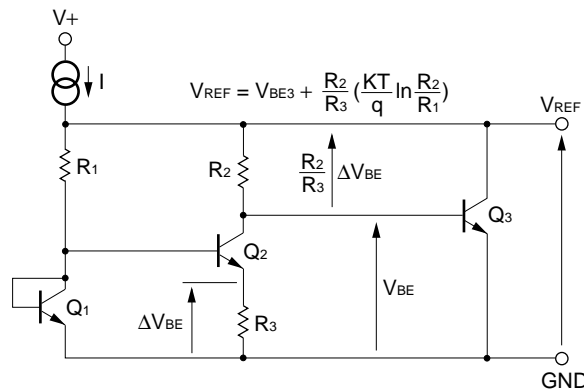 V+
I
VREF = VBE3 + R2/R3 (KT/q ln R2/R1)
VREF
R1
R2
R2/R3 ΔVBE
Q3
Q2
VBE
Q1
ΔVBE
R3
GND